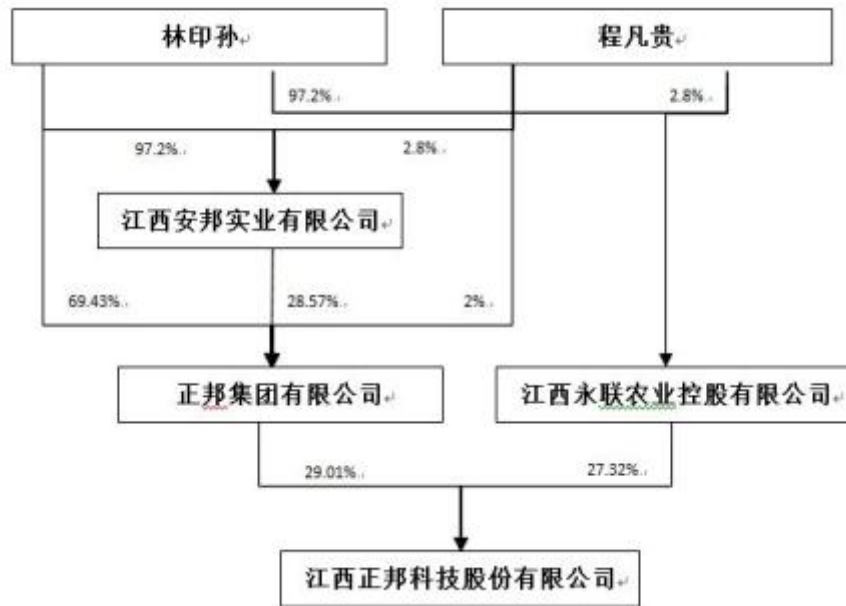 林印孙
程凡贵
97.2%
2.8%
97.2%
2.8%
江西安邦实业有限公司
69.43%
28.57%
2%
正邦集团有限公司
江西永联农业控股有限公司
29.01%
27.32%
江西正邦科技股份有限公司